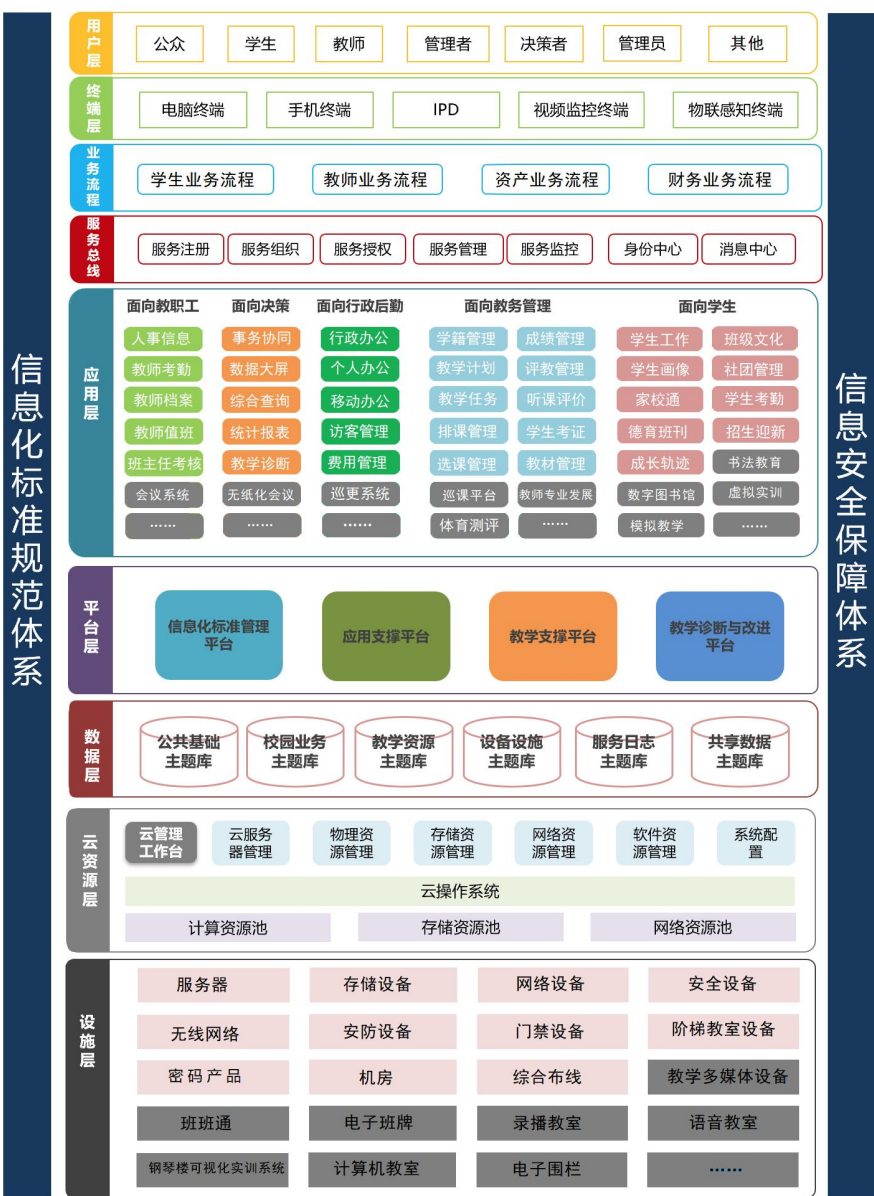 信息化标准规范体系
用户层
公众 学生 教师 管理者 决策者 管理员 其他
终端层
电脑终端 手机终端 IPD 视频监控终端 物联感知终端
业务流程
学生业务流程 教师业务流程 资产业务流程 财务业务流程
服务总线
服务注册 服务组织 服务授权 服务管理 服务监控 身份中心 消息中心
应用层
面向教职工 面向决策 面向行政后勤 面向教务管理 面向学生
人事信息 事务协同 行政办公 学籍管理 成绩管理 学生工作 班级文化
教师考勤 数据大屏 个人办公 教学计划 评教管理 学生画像 社团管理
教师档案 综合查询 移动办公 教学任务 听课评价 家校通 学生考勤
教师值班 统计报表 访客管理 排课管理 学生考证 德育班刊 招生迎新
班主任考核 教学诊断 费用管理 选课管理 教材管理 成长轨迹 书法教育
会议系统 无纸化会议 巡更系统 巡课平台 教师专业发展 数字图书馆 虚拟实训
…… …… …… 体育测评 …… 模拟教学 ……
平台层
信息化标准管理
平台
应用支撑平台
教学支撑平台
教学诊断与改进
平台
数据层
公共基础
主题库
校园业务
主题库
教学资源
主题库
设备设施
主题库
服务日志
主题库
共享数据
主题库
云资源层
云管理
工作台
云服务
器管理
物理资
源管理
存储资
源管理
网络资
源管理
软件资
源管理
系统配
置
云操作系统
计算资源池 存储资源池 网络资源池
设施层
服务器 存储设备 网络设备 安全设备
无线网络 安防设备 门禁设备 阶梯教室设备
密码产品 机房 综合布线 教学多媒体设备
班班通 电子班牌 录播教室 语音教室
钢琴楼可视化实训系统 计算机教室 电子围栏 ……
信息安全保障体系